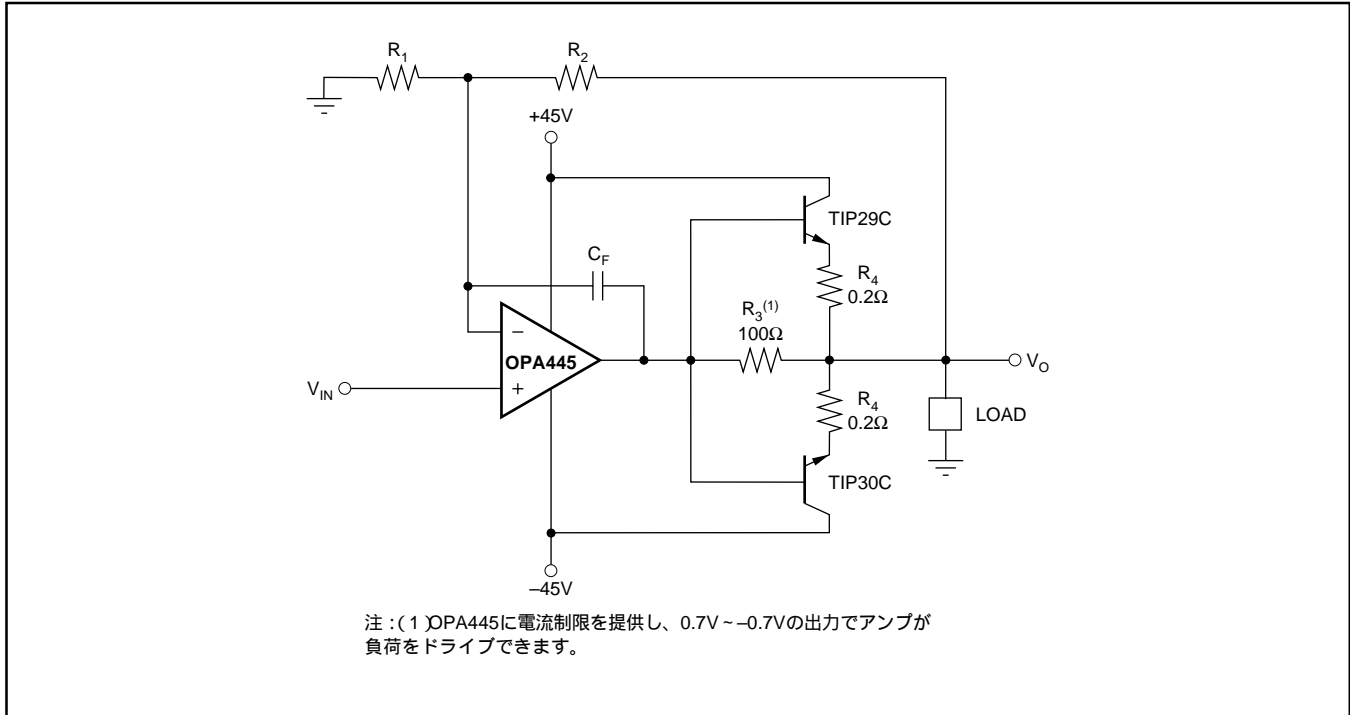 R1
R2
+45V
TIP29C
CF
R4
0.2Ω
R3(1)
100Ω
−
OPA445
+
VIN
VO
R4
0.2Ω
LOAD
TIP30C
–45V
注:(1)OPA445に電流制限を提供し、0.7V ~ –0.7Vの出力でアンプが
負荷をドライブできます。